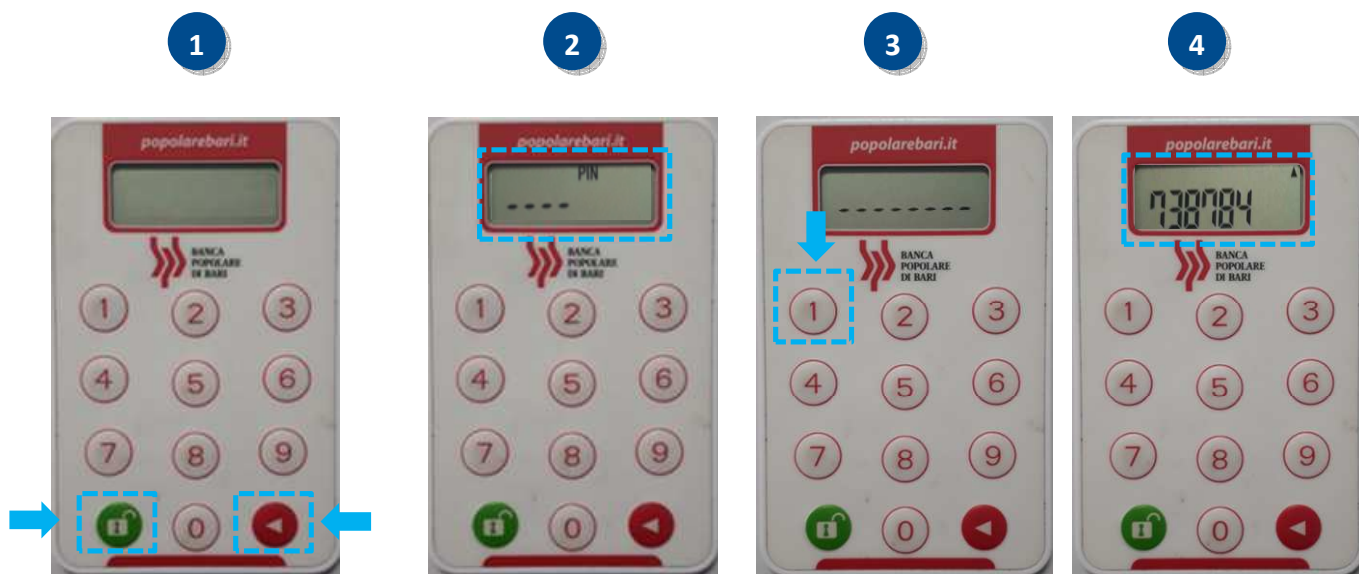 1
2
3
4
popolarebari.it
BANCA
POPOLARE
DI BARI
1 2 3
4 5 6
7 8 9
0
popolarebari.it
PIN
----
BANCA
POPOLARE
DI BARI
1 2 3
4 5 6
7 8 9
0
popolarebari.it
---------
BANCA
POPOLARE
DI BARI
1 2 3
4 5 6
7 8 9
0
popolarebari.it
738784
BANCA
POPOLARE
DI BARI
1 2 3
4 5 6
7 8 9
0